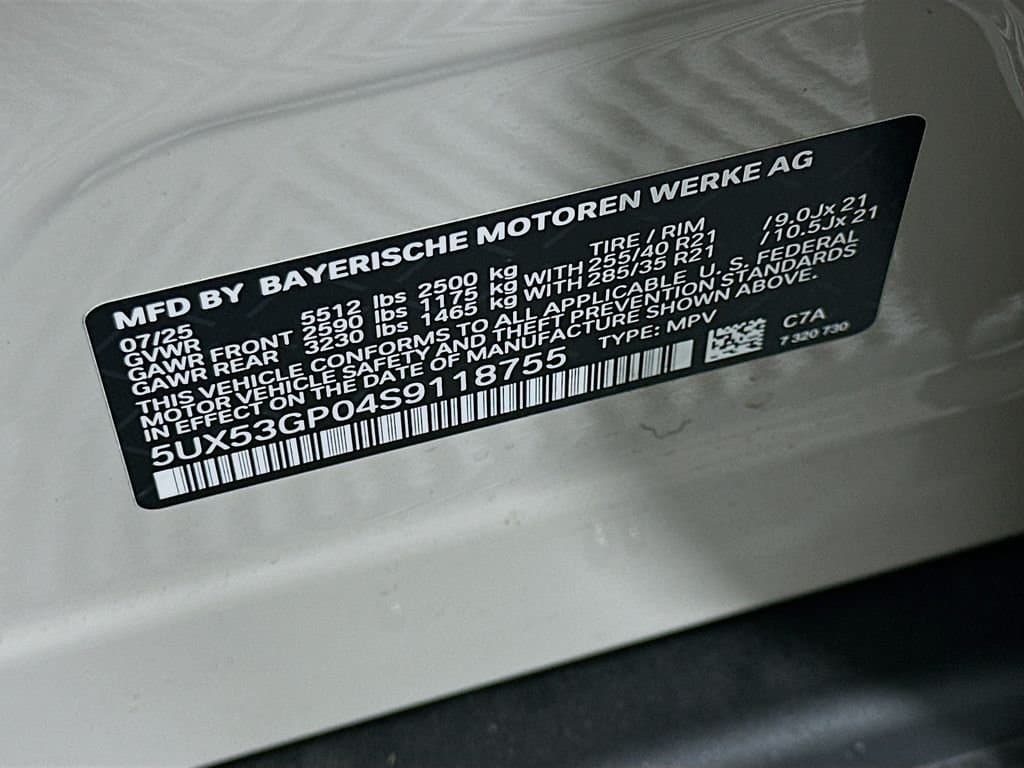 MFD BY BAYERISCHE MOTOREN WERKE AG
07/25 TIRE / RIM
GVWR 5512 lbs 2500 kg
GAWR FRONT 2590 lbs 1175 kg WITH 255/40 R21 /9.0Jx 21
GAWR REAR 3230 lbs 1465 kg WITH 285/35 R21 /10.5Jx 21
THIS VEHICLE CONFORMS TO ALL APPLICABLE U. S. FEDERAL
MOTOR VEHICLE SAFETY AND THEFT PREVENTION STANDARDS
IN EFFECT ON THE DATE OF MANUFACTURE SHOWN ABOVE.
5UX53GP04S9118755 TYPE: MPV C7A
7 320 730